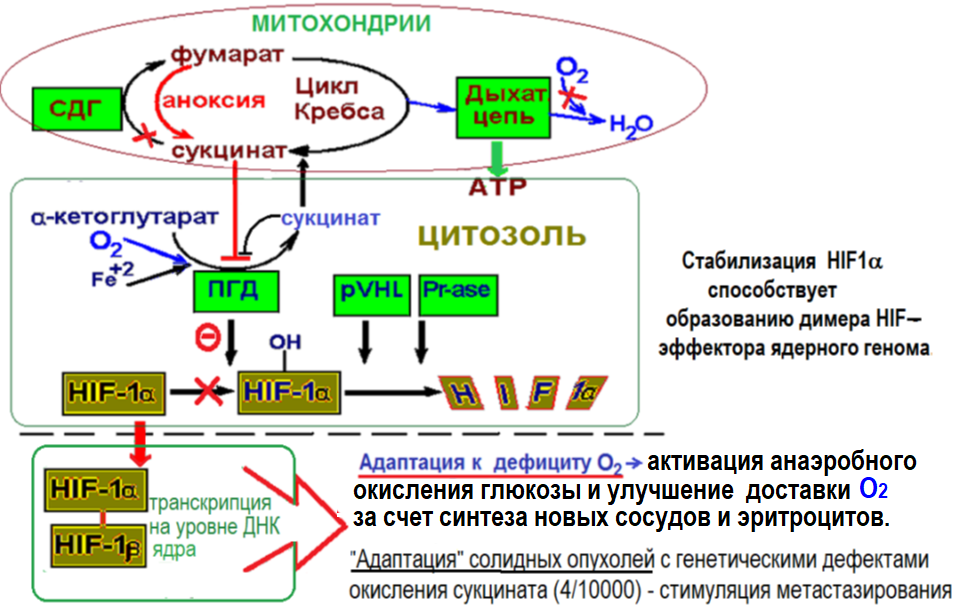 МИТОХОНДРИИ
фумарат
O2
СДГ
аноксия
Цикл
Кребса
Дыхат.
цепь
H2O
сукцинат
АТР
α-кетоглутарат
сукцинат
ЦИТОЗОЛЬ
O2
Fe+2
ПГД
pVHL
Pr-ase
Стабилизация HIF1α
способствует
образованию димера HIF–
эффектора ядерного генома
⊖
OH
HIF-1α
HIF-1α
H I F 1α
HIF-1α
HIF-1β
транскрипция
на уровне ДНК
ядра
Адаптация к дефициту O2 → активация анаэробного
окисления глюкозы и улучшение доставки O2
за счет синтеза новых сосудов и эритроцитов.
"Адаптация" солидных опухолей с генетическими дефектами
окисления сукцината (4/10000) - стимуляция метастазирования